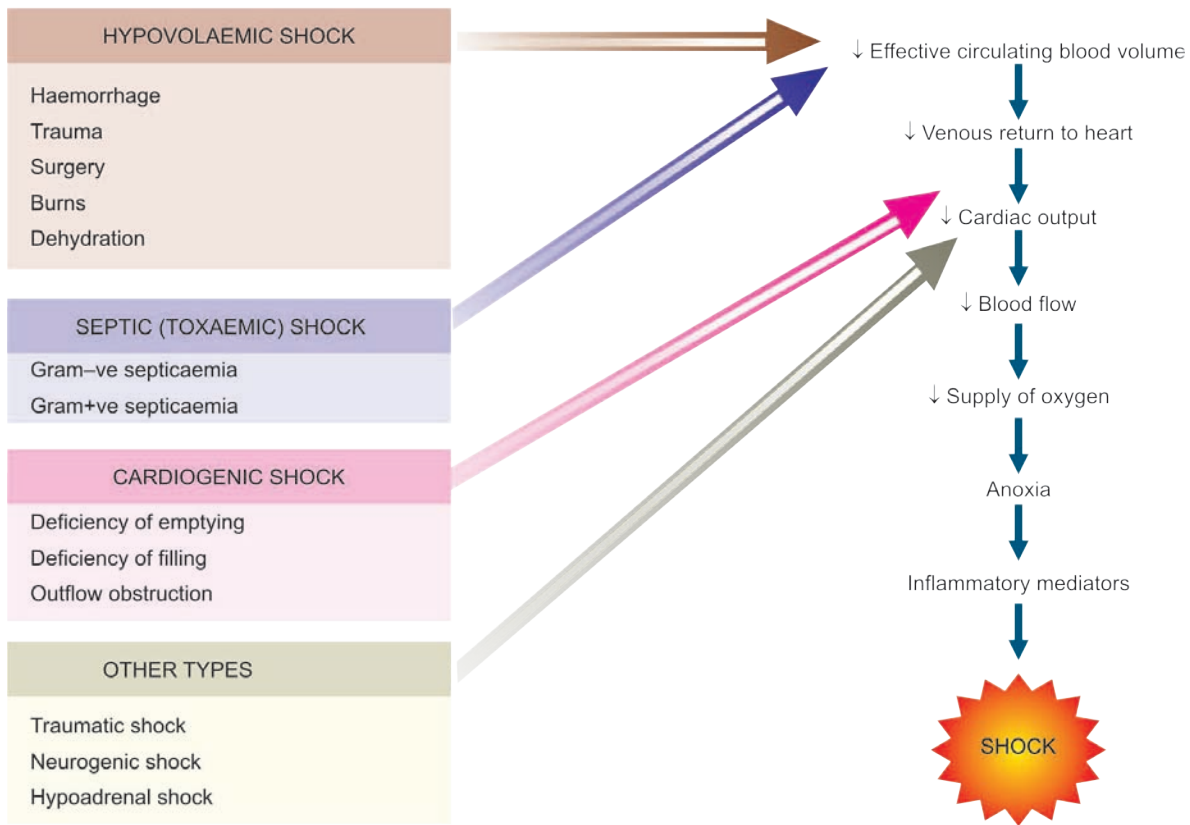 HYPOVOLAEMIC SHOCK
Haemorrhage
Trauma
Surgery
Burns
Dehydration
SEPTIC (TOXAEMIC) SHOCK
Gram–ve septicaemia
Gram+ve septicaemia
CARDIOGENIC SHOCK
Deficiency of emptying
Deficiency of filling
Outflow obstruction
OTHER TYPES
Traumatic shock
Neurogenic shock
Hypoadrenal shock
↓ Effective circulating blood volume
↓ Venous return to heart
↓ Cardiac output
↓ Blood flow
↓ Supply of oxygen
Anoxia
Inflammatory mediators
SHOCK